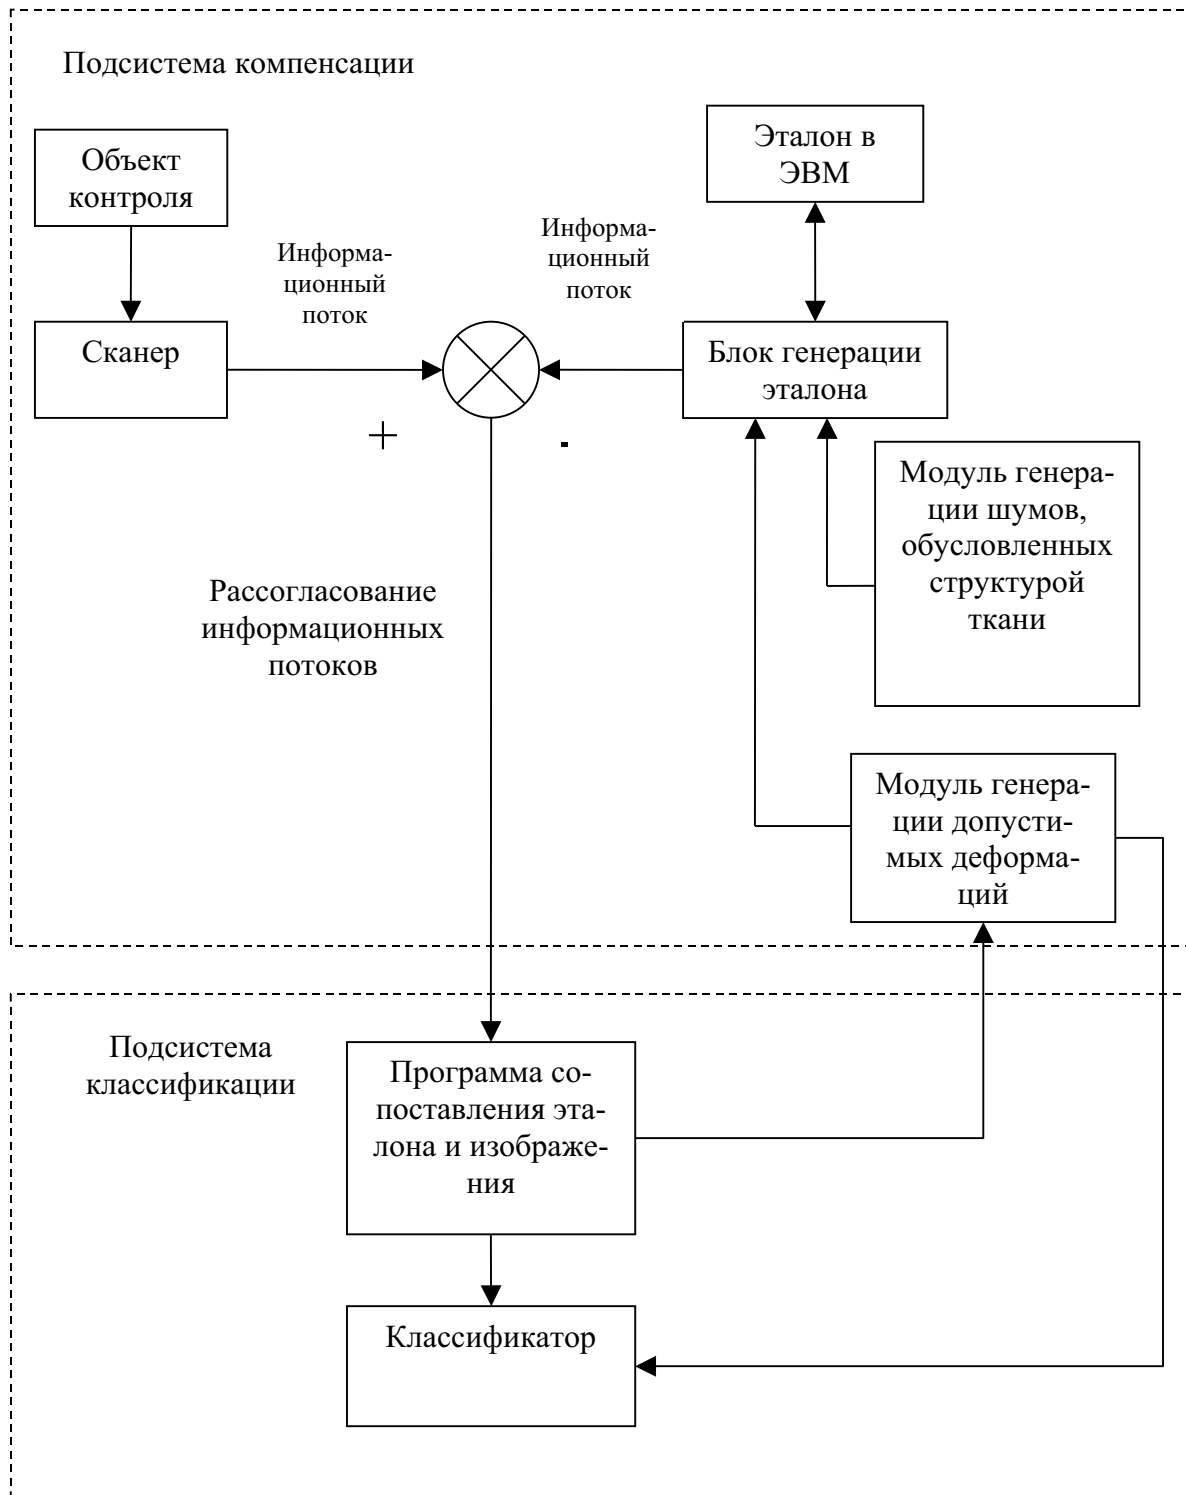 Подсистема компенсации
Объект
контроля
Эталон в
ЭВМ
Информа-
ционный
поток
Информа-
ционный
поток
Сканер
Блок генерации
эталона
+
-
Модуль генера-
ции шумов,
обусловленных
структурой
ткани
Рассогласование
информационных
потоков
Модуль генера-
ции допусти-
мых деформа-
ций
Подсистема
классификации
Программа со-
поставления эта-
лона и изображе-
ния
Классификатор